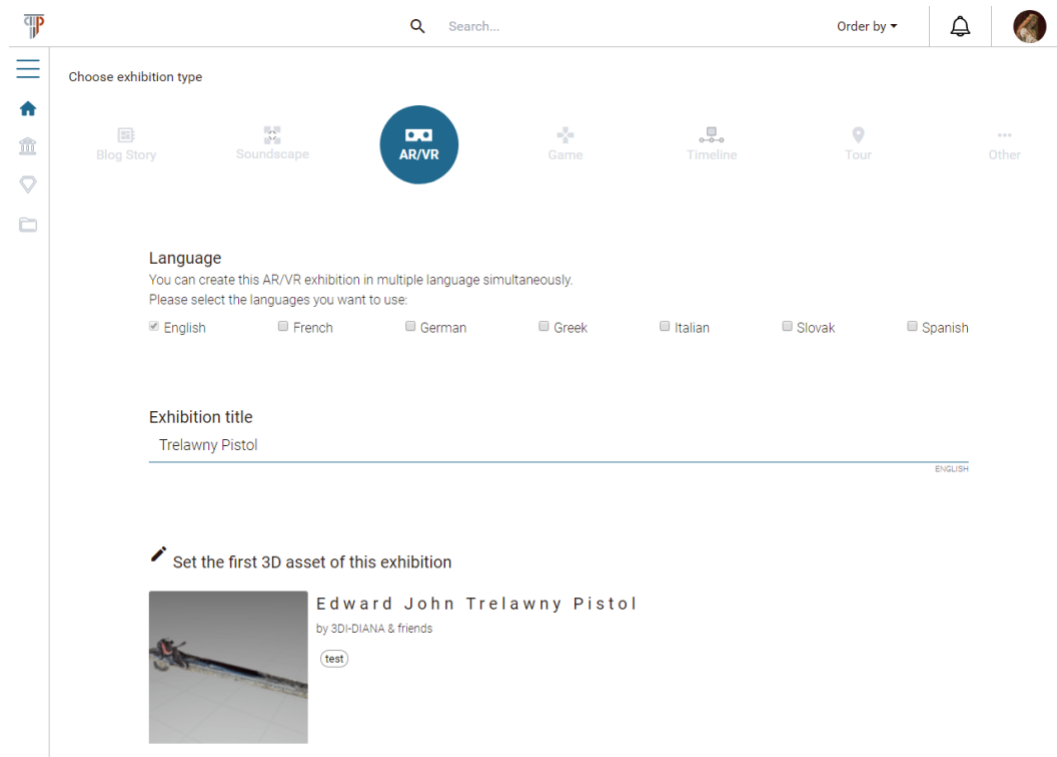 Search...
Order by
Choose exhibition type
Blog Story
Soundscape
AR/VR
Game
Timeline
Tour
Other
Language
You can create this AR/VR exhibition in multiple language simultaneously.
Please select the languages you want to use:
English French German Greek Italian Slovak Spanish
Exhibition title
Trelawny Pistol
ENGLISH
Set the first 3D asset of this exhibition
Edward John Trelawny Pistol
by 3DI-DIANA & friends
test